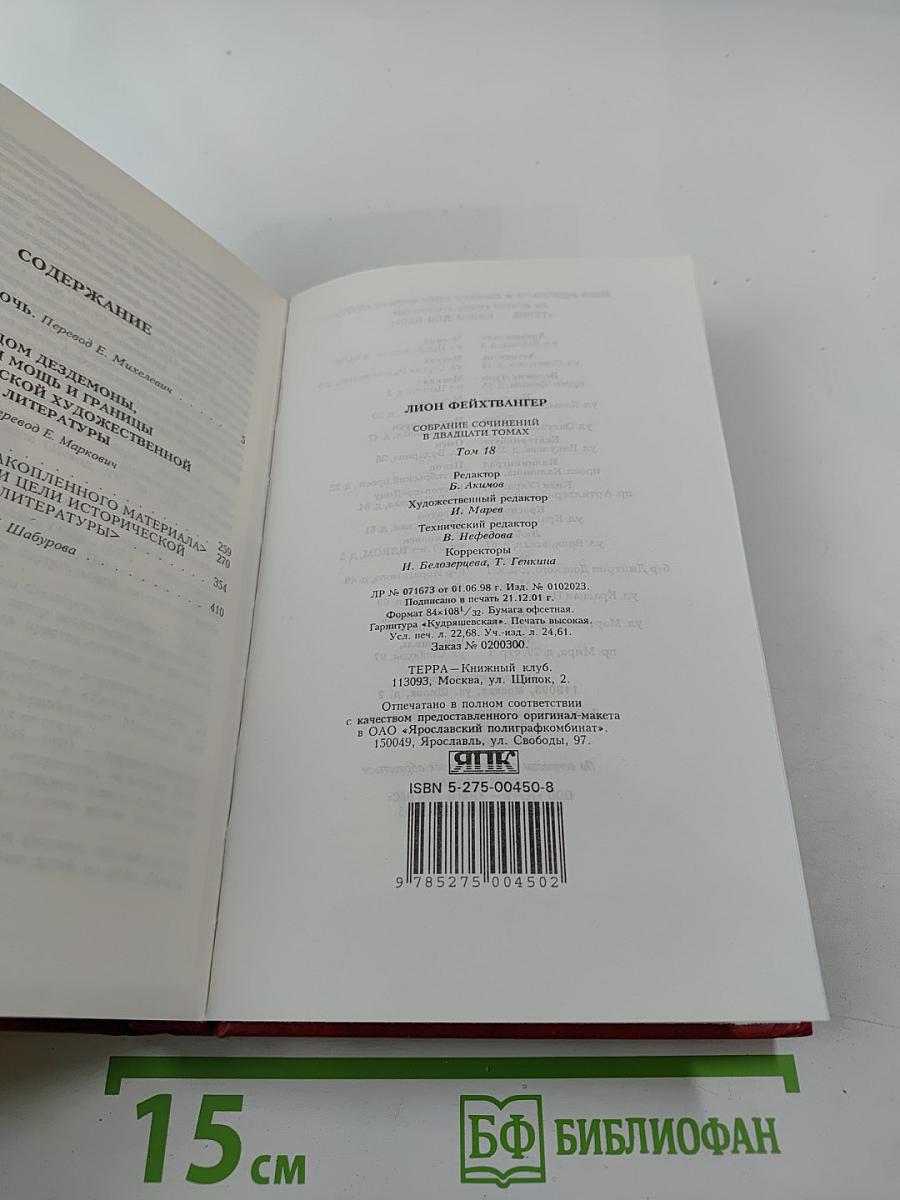 СОДЕРЖАНИЕ
ОЧЬ. Перевод Е. Михелевич . . . . . . . 5
ДОМ ДЕЗДЕМОНЫ,
И МОЩЬ И ГРАНИЦЫ
СКОЙ ХУДОЖЕСТВЕННОЙ
ЛИТЕРАТУРЫ
еревод Е. Маркович
259
АКОПЛЕННОГО МАТЕРИАЛА>
270
И ЦЕЛИ ИСТОРИЧЕСКОЙ
ЛИТЕРАТУРЫ> . . . . . . . 354
Шабурова . . . . . . . 410
ЛИОН ФЕЙХТВАНГЕР
СОБРАНИЕ СОЧИНЕНИЙ
В ДВАДЦАТИ ТОМАХ
Том 18
Редактор
Б. Акимов
Художественный редактор
И. Марев
Технический редактор
В. Нефедова
Корректоры
И. Белозерцева, Т. Генкина
ЛР № 071673 от 01.06.98 г. Изд. № 0102023.
Подписано в печать 21.12.01 г.
Формат 84×108 1/32. Бумага офсетная.
Гарнитура «Кудряшевская». Печать высокая.
Усл. печ. л. 22,68. Уч.-изд. л. 24,61.
Заказ № 0200300.
ТЕРРА—Книжный клуб.
113093, Москва, ул. Щипок, 2.
Отпечатано в полном соответствии
с качеством предоставленного оригинал-макета
в ОАО «Ярославский полиграфкомбинат».
150049, Ярославль, ул. Свободы, 97.
ЯПК
ISBN 5-275-00450-8
9 785275 004502
15 см
БФ БИБЛИОФАН